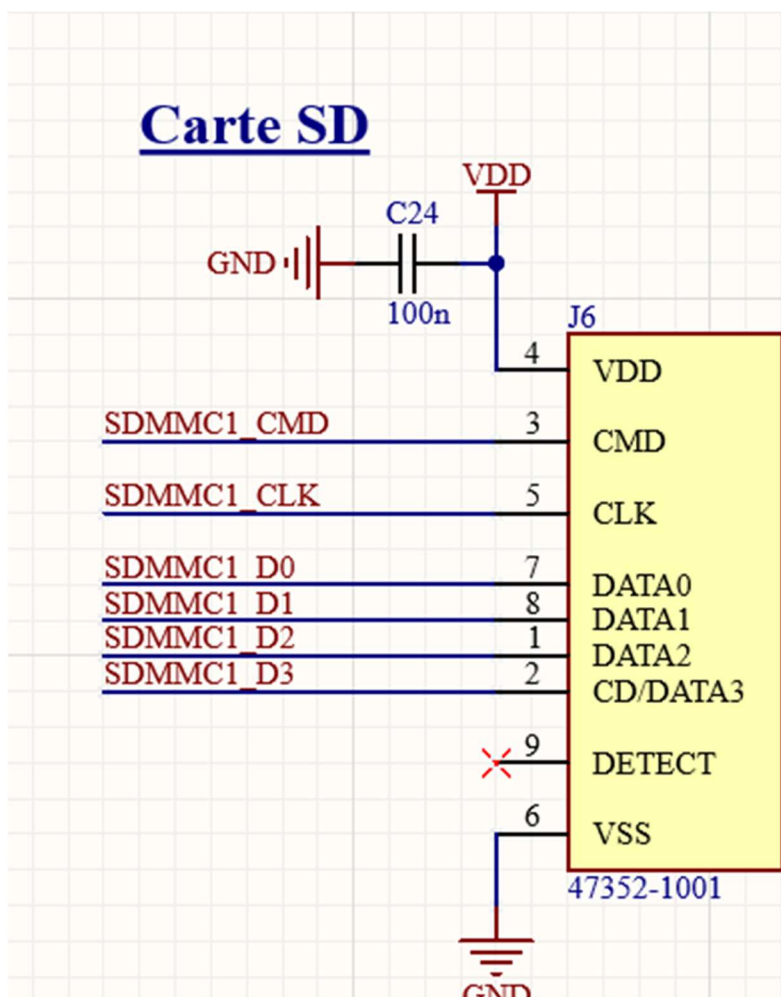 Carte SD
VDD
C24
GND
100n
J6
4
VDD
SDMMC1_CMD
3
CMD
SDMMC1_CLK
5
CLK
SDMMC1_D0
7
DATA0
SDMMC1_D1
8
DATA1
SDMMC1_D2
1
DATA2
SDMMC1_D3
2
CD/DATA3
9
DETECT
6
VSS
47352-1001
GND